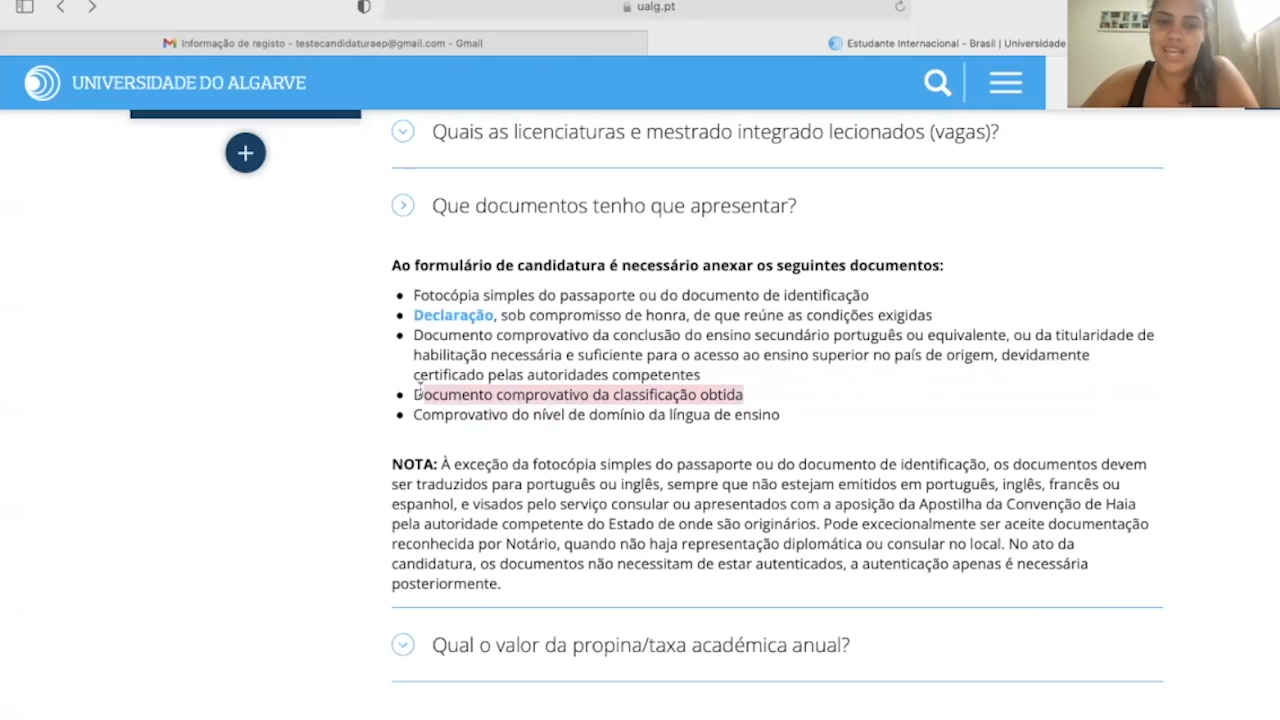 ualg.pt
Informação de registo - testecandidaturaep@gmail.com - Gmail
Estudante Internacional - Brasil | Universidade
UNIVERSIDADE DO ALGARVE
Quais as licenciaturas e mestrado integrado lecionados (vagas)?
Que documentos tenho que apresentar?
Ao formulário de candidatura é necessário anexar os seguintes documentos:
• Fotocópia simples do passaporte ou do documento de identificação
• Declaração, sob compromisso de honra, de que reúne as condições exigidas
• Documento comprovativo da conclusão do ensino secundário português ou equivalente, ou da titularidade de
habilitação necessária e suficiente para o acesso ao ensino superior no país de origem, devidamente
certificado pelas autoridades competentes
• Documento comprovativo da classificação obtida
• Comprovativo do nível de domínio da língua de ensino
NOTA: À exceção da fotocópia simples do passaporte ou do documento de identificação, os documentos devem
ser traduzidos para português ou inglês, sempre que não estejam emitidos em português, inglês, francês ou
espanhol, e visados pelo serviço consular ou apresentados com a aposição da Apostilha da Convenção de Haia
pela autoridade competente do Estado de onde são originários. Pode excecionalmente ser aceite documentação
reconhecida por Notário, quando não haja representação diplomática ou consular no local. No ato da
candidatura, os documentos não necessitam de estar autenticados, a autenticação apenas é necessária
posteriormente.
Qual o valor da propina/taxa académica anual?